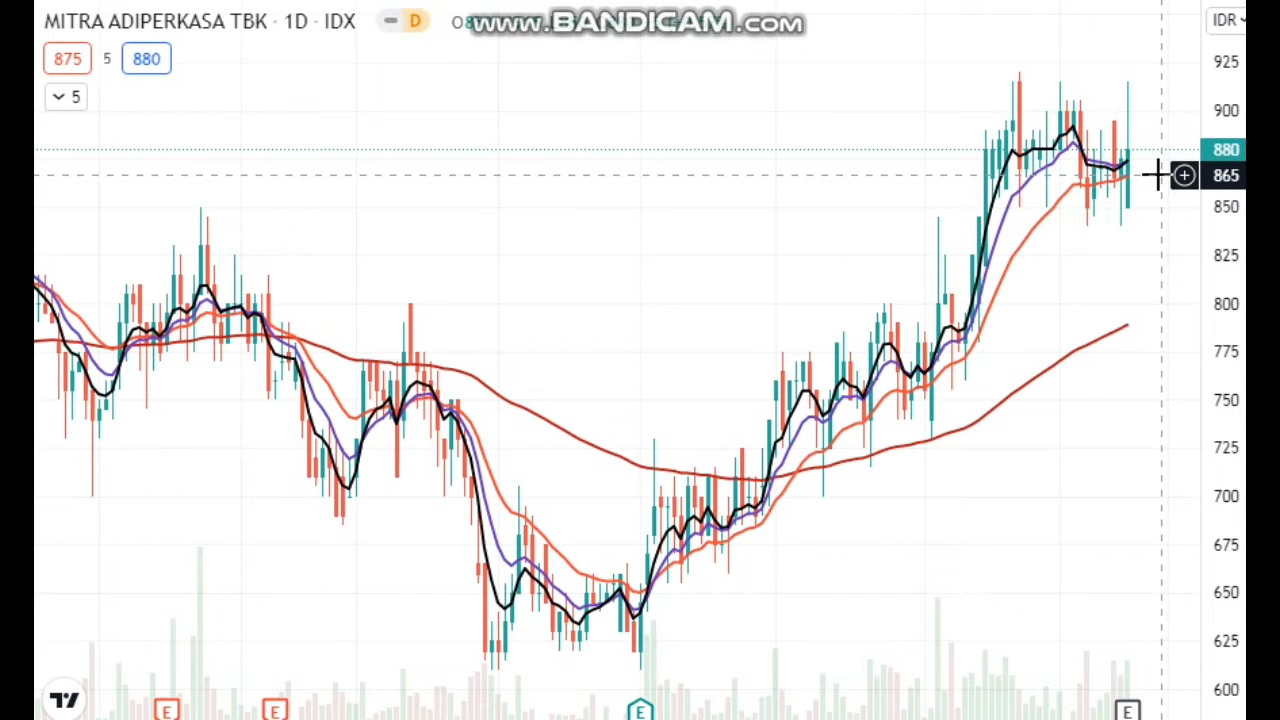 MITRA ADIPERKASA TBK · 1D · IDX
D
www.BANDICAM.com
IDR
875 5 880
5
925
900
880
865
850
825
800
775
750
725
700
675
650
625
600
E E E E